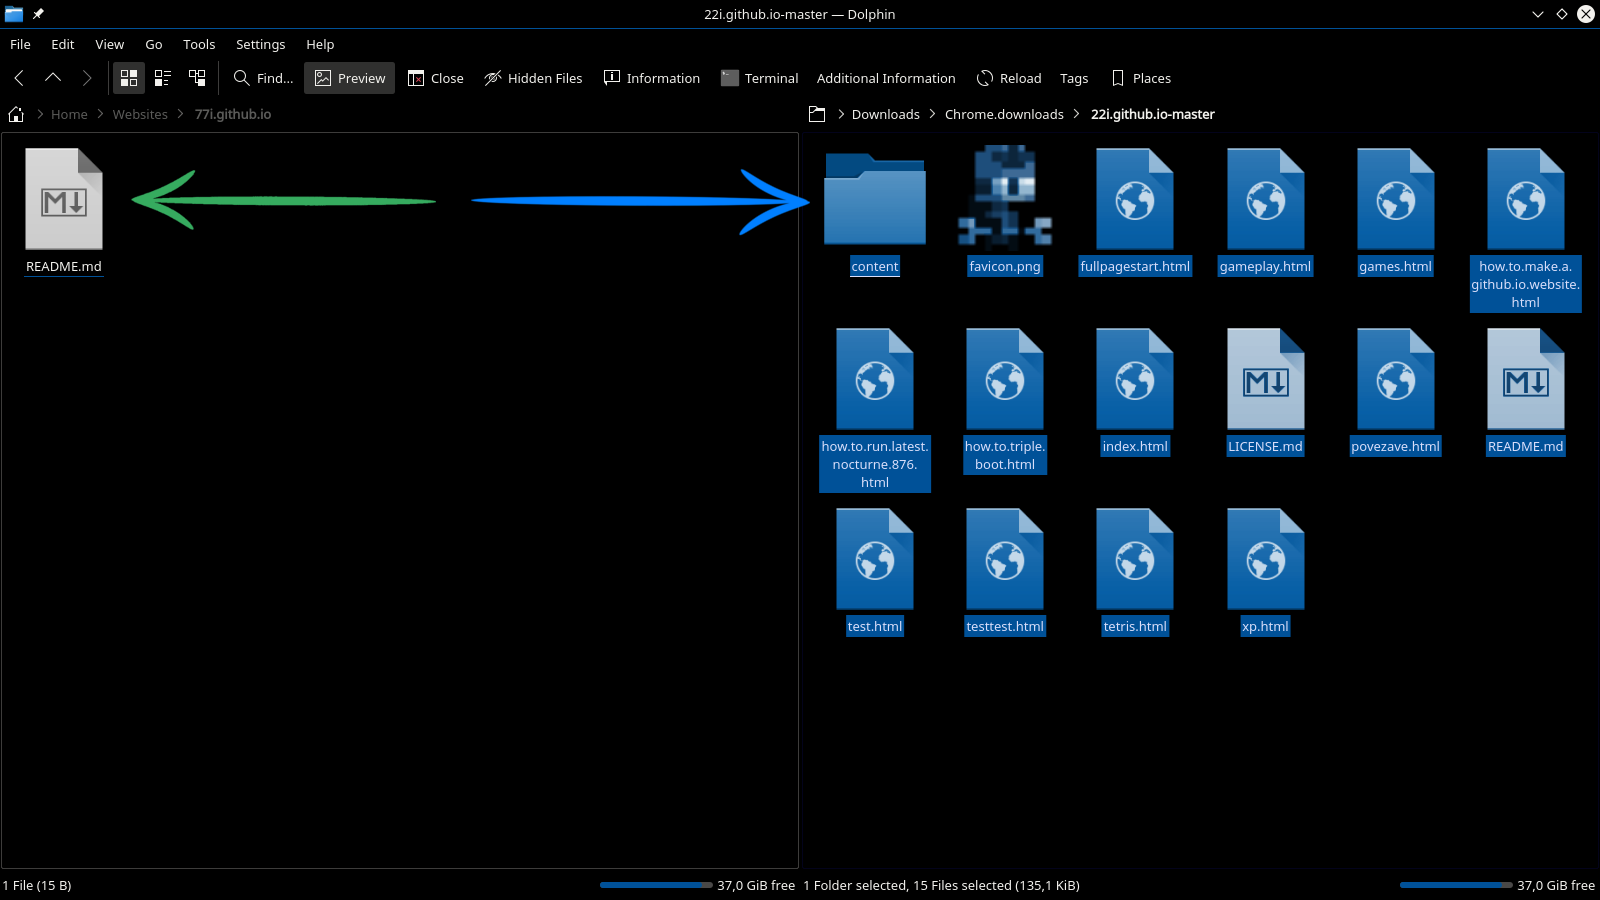 22i.github.io-master — Dolphin
File Edit View Go Tools Settings Help
Find... Preview Close Hidden Files Information Terminal Additional Information Reload Tags Places
Home Websites 77i.github.io
Downloads Chrome.downloads 22i.github.io-master
README.md
content
favicon.png
fullpagestart.html
gameplay.html
games.html
how.to.make.a.
github.io.website.
html
how.to.run.latest.
nocturne.876.
html
how.to.triple.
boot.html
index.html
LICENSE.md
povezave.html
README.md
test.html
testtest.html
tetris.html
xp.html
1 File (15 B)
37,0 GiB free
1 Folder selected, 15 Files selected (135,1 KiB)
37,0 GiB free